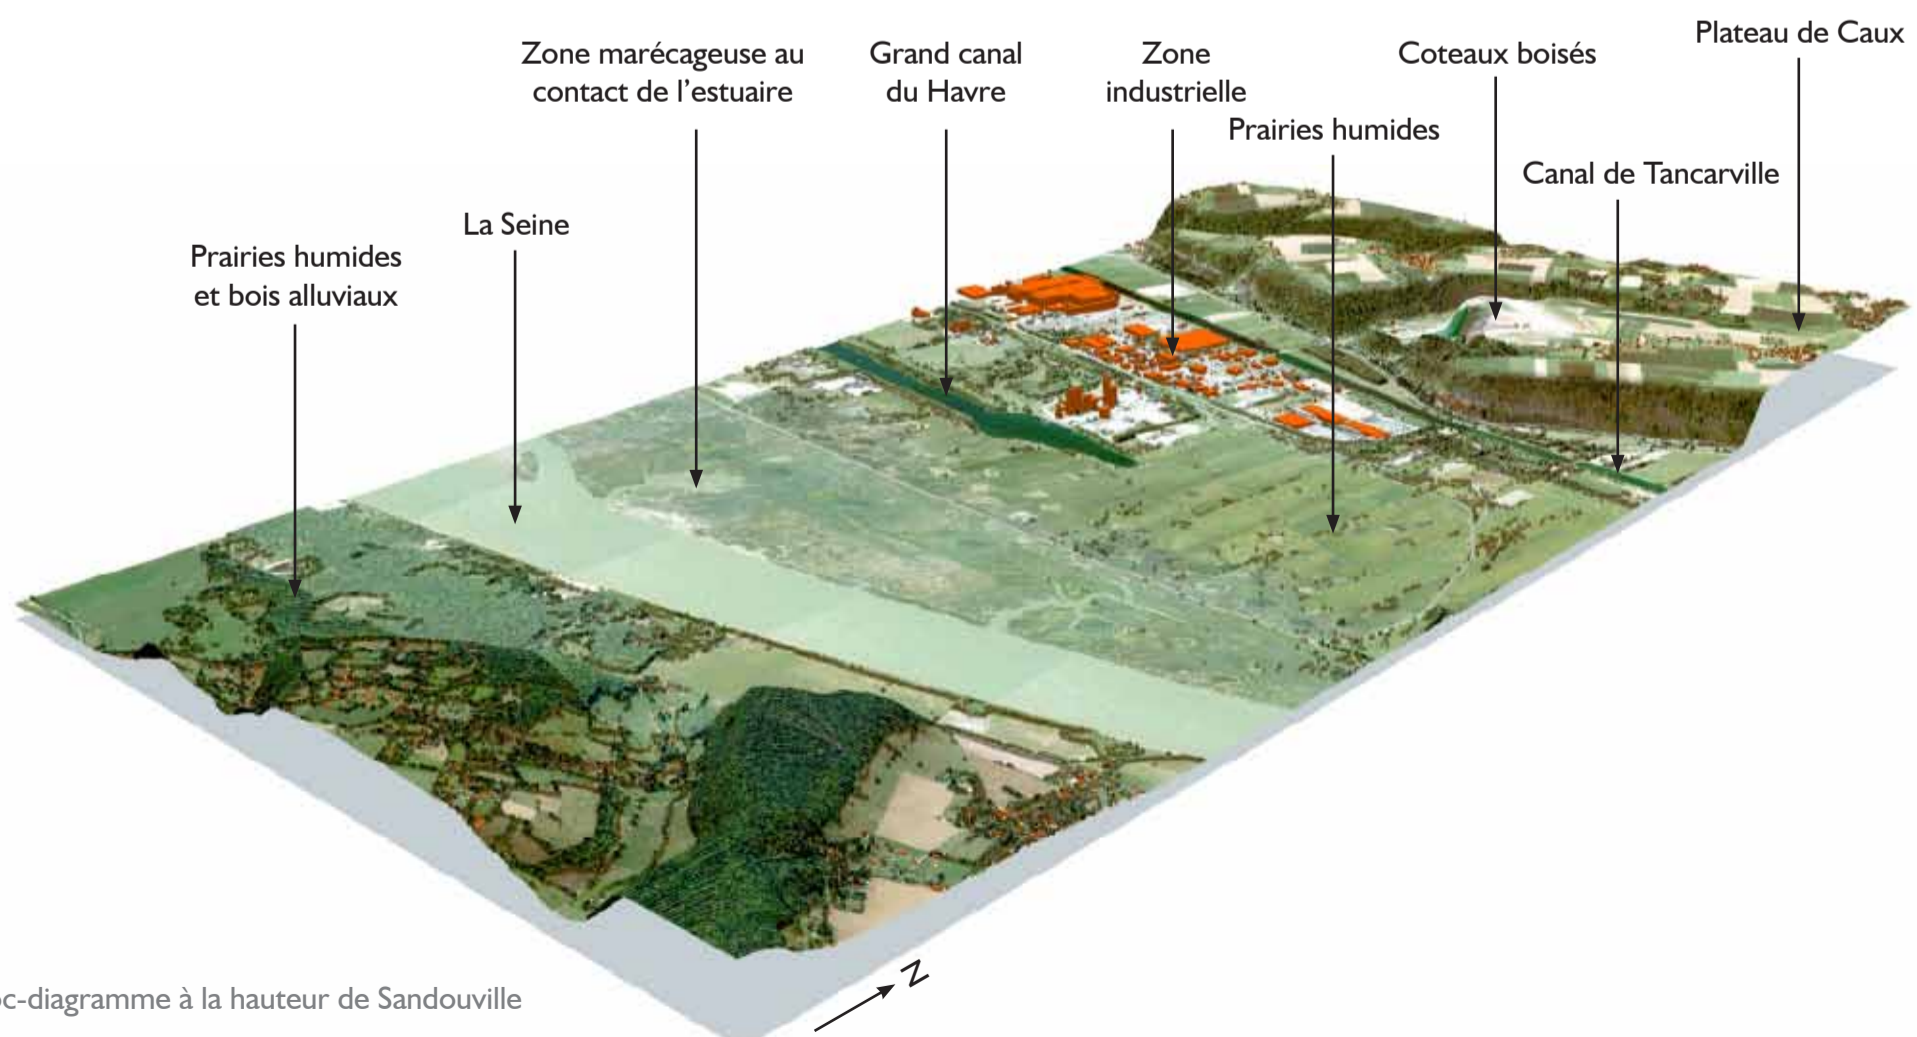 Plateau de Caux
Zone marécageuse au
contact de l'estuaire
Grand canal
du Havre
Zone
industrielle
Coteaux boisés
Prairies humides
Canal de Tancarville
La Seine
Prairies humides
et bois alluviaux
oc-diagramme à la hauteur de Sandouville
N